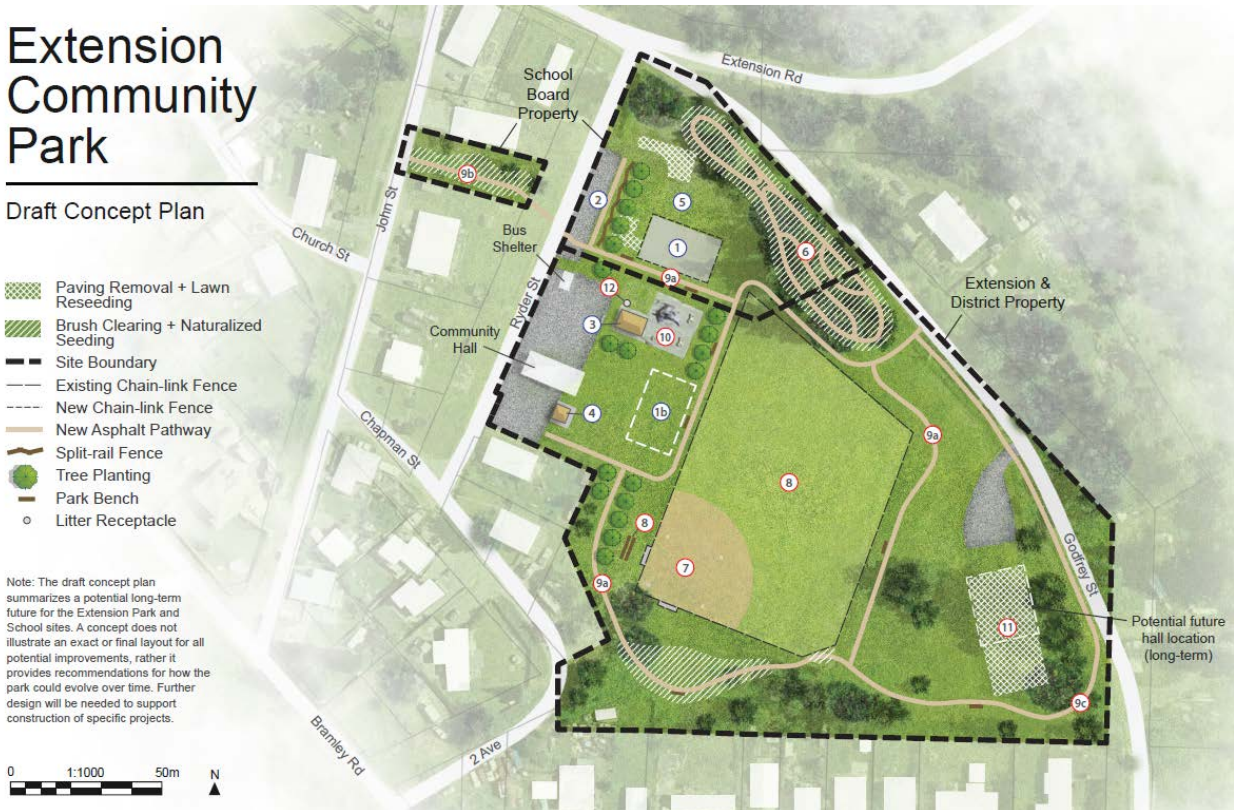 Extension
Community
Park
Draft Concept Plan
Paving Removal + Lawn
Reseeding
Brush Clearing + Naturalized
Seeding
Site Boundary
Existing Chain-link Fence
New Chain-link Fence
New Asphalt Pathway
Split-rail Fence
Tree Planting
Park Bench
Litter Receptacle
Note: The draft concept plan
summarizes a potential long-term
future for the Extension Park and
School sites. A concept does not
illustrate an exact or final layout for all
potential improvements, rather it
provides recommendations for how the
park could evolve over time. Further
design will be needed to support
construction of specific projects.
0 1:1000 50m N
School
Board
Property
Extension Rd
John St
Church St
9b
Bus
Shelter
Ryder St
Community
Hall
Chapman St
Bramley Rd
2 Ave
2
5
1
6
9a
12
3
10
4
1b
Extension &
District Property
9a
8
8
7
9a
Godfrey St
11
Potential future
hall location
(long-term)
9c